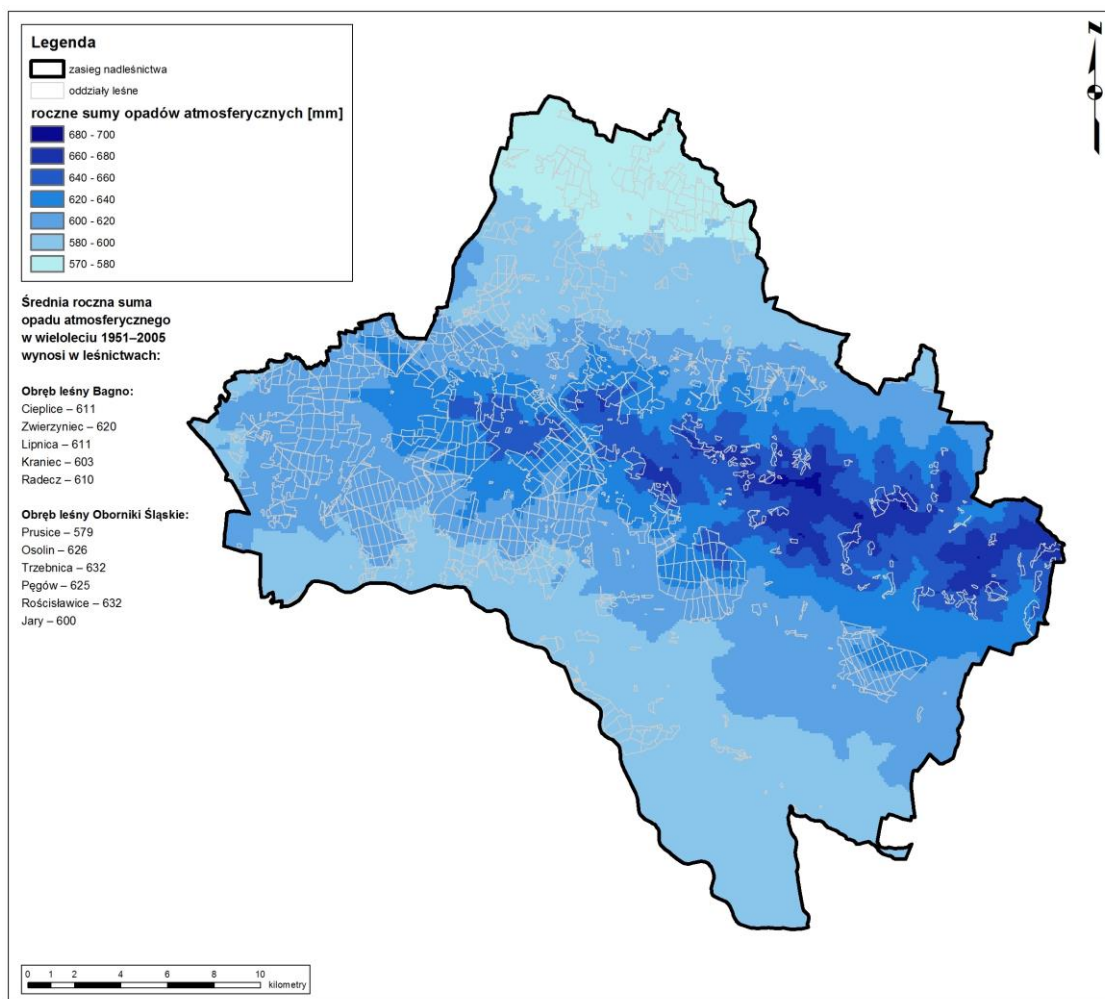 Legenda
zasięg nadleśnictwa
oddziały leśne
roczne sumy opadów atmosferycznych [mm]
680 - 700
660 - 680
640 - 660
620 - 640
600 - 620
580 - 600
570 - 580
Średnia roczna suma
opadu atmosferycznego
w wieloleciu 1951–2005
wynosi w leśnictwach:
Obręb leśny Bagno:
Cieplice – 611
Zwierzyniec – 620
Lipnica – 611
Kraniec – 603
Radecz – 610
Obręb leśny Oborniki Śląskie:
Prusice – 579
Osolin – 626
Trzebnica – 632
Pęgów – 625
Rościsławice – 632
Jary – 600
0 1 2 4 6 8 10
kilometry
N